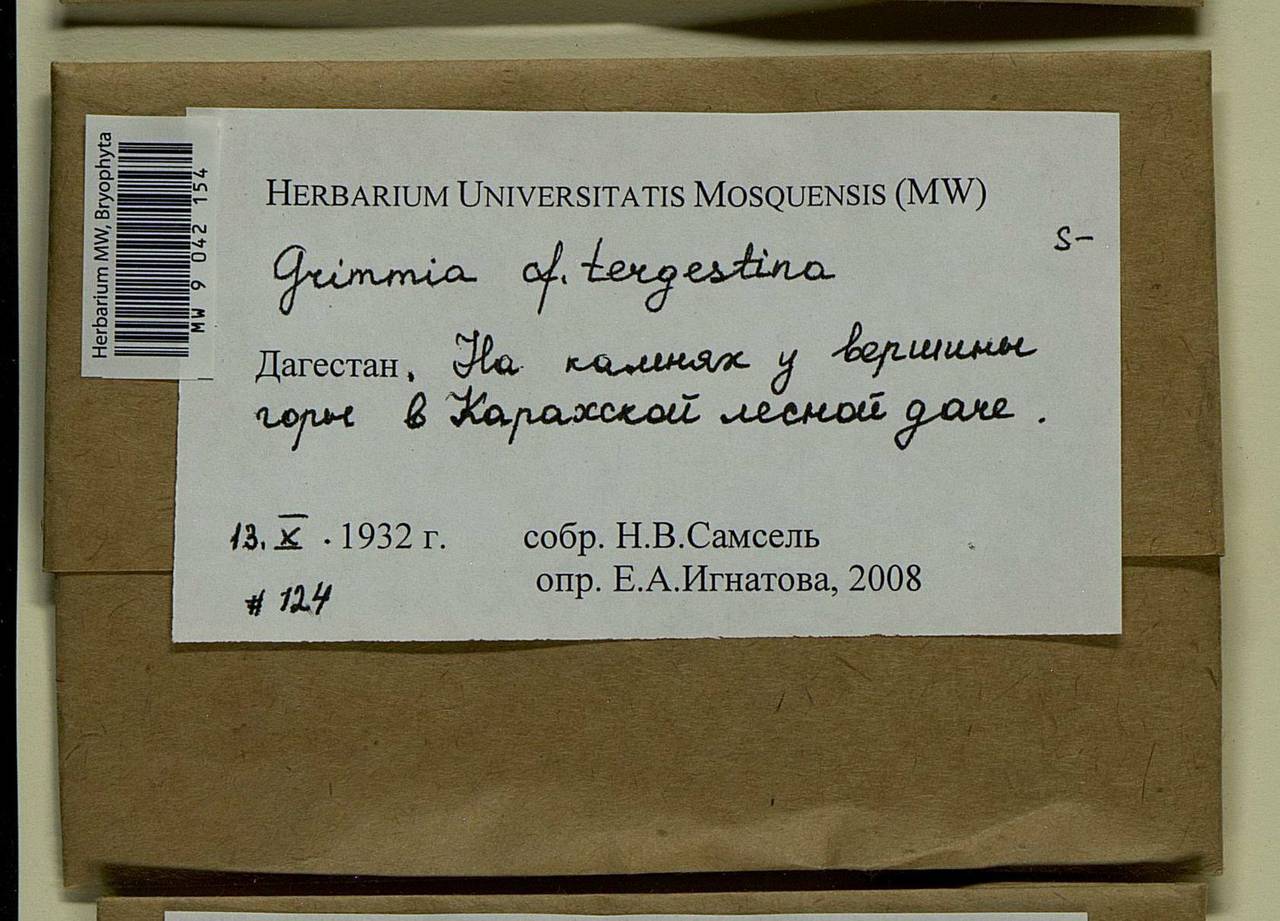 Herbarium MW, Bryophyta
MW 9 042 154
HERBARIUM UNIVERSITATIS MOSQUENSIS (MW)
S-
Grimmia cf. tergestina
Дагестан, На камнях у вершины
горы в Карахской лесной даче.
13. X. 1932 г.
собр. Н.В.Самсель
опр. Е.А.Игнатова, 2008
# 124